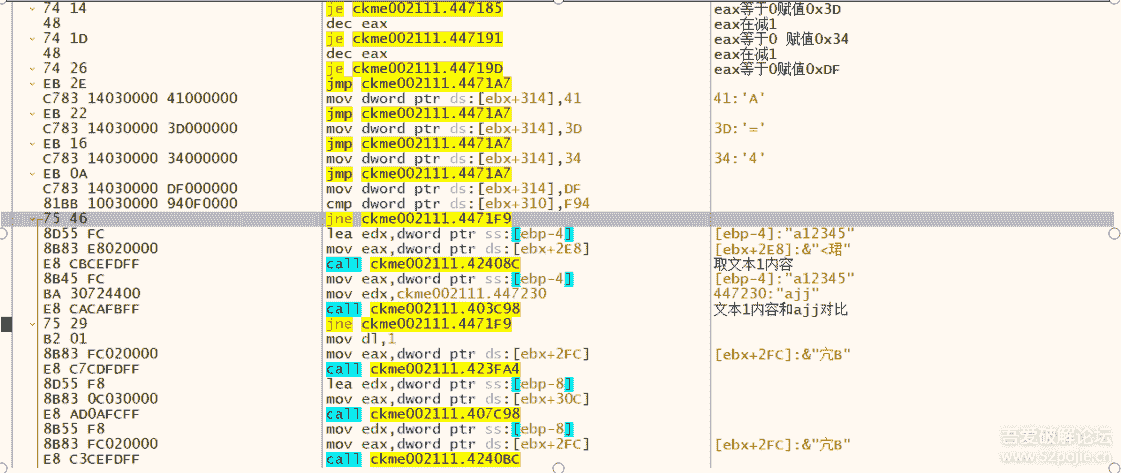 74 14 je ckme002111.447185 eax等于0赋值0x3D
48 dec eax eax在减1
74 1D je ckme002111.447191 eax等于0 赋值0x34
48 dec eax eax在减1
74 26 je ckme002111.44719D eax等于0赋值0xDF
EB 2E jmp ckme002111.4471A7
C783 14030000 41000000 mov dword ptr ds:[ebx+314],41 41:'A'
EB 22 jmp ckme002111.4471A7
C783 14030000 3D000000 mov dword ptr ds:[ebx+314],3D 3D:'='
EB 16 jmp ckme002111.4471A7
C783 14030000 34000000 mov dword ptr ds:[ebx+314],34 34:'4'
EB 0A jmp ckme002111.4471A7
C783 14030000 DF000000 mov dword ptr ds:[ebx+314],DF
81BB 10030000 940F0000 cmp dword ptr ds:[ebx+310],F94
75 46 jne ckme002111.4471F9
8D55 FC lea edx,dword ptr ss:[ebp-4] [ebp-4]:"a12345"
8B83 E8020000 mov eax,dword ptr ds:[ebx+2E8] [ebx+2E8]:&"<珺"
E8 CBCEFDFF call ckme002111.42408C 取文本1内容
8B45 FC mov eax,dword ptr ss:[ebp-4] [ebp-4]:"a12345"
BA 30724400 mov edx,ckme002111.447230 447230:"ajj"
E8 CACAFBFF call ckme002111.403C98 文本1内容和ajj对比
75 29 jne ckme002111.4471F9
B2 01 mov dl,1
8B83 FC020000 mov eax,dword ptr ds:[ebx+2FC] [ebx+2FC]:&"宂B"
E8 C7CDFDFF call ckme002111.423FA4
8D55 F8 lea edx,dword ptr ss:[ebp-8]
8B83 0C030000 mov eax,dword ptr ds:[ebx+30C]
E8 AD0AFCFF call ckme002111.407C98
8B55 F8 mov edx,dword ptr ss:[ebp-8]
8B83 FC020000 mov eax,dword ptr ds:[ebx+2FC] [ebx+2FC]:&"宂B"
E8 C3CEFDFF call ckme002111.4240BC
吾爱破解论坛
www.52pojie.cn